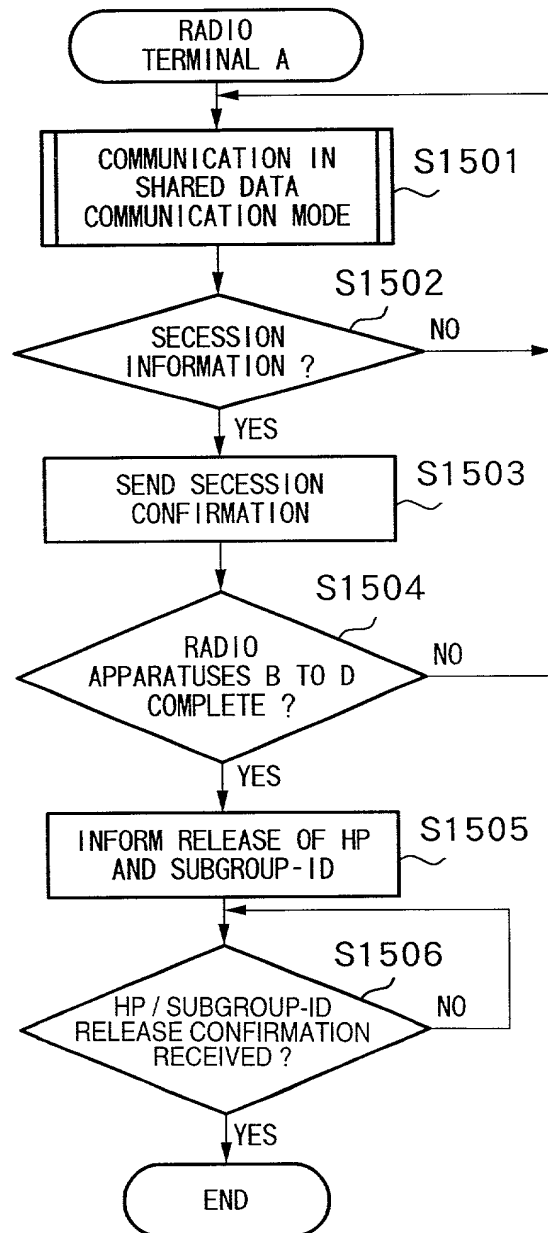 RADIO
TERMINAL A
COMMUNICATION IN
SHARED DATA
COMMUNICATION MODE
S1501
S1502
SECESSION
INFORMATION ?
NO
YES
SEND SECESSION
CONFIRMATION
S1503
S1504
RADIO
APPARATUSES B TO D
COMPLETE ?
NO
YES
INFORM RELEASE OF HP
AND SUBGROUP-ID
S1505
S1506
HP / SUBGROUP-ID
RELEASE CONFIRMATION
RECEIVED ?
NO
YES
END